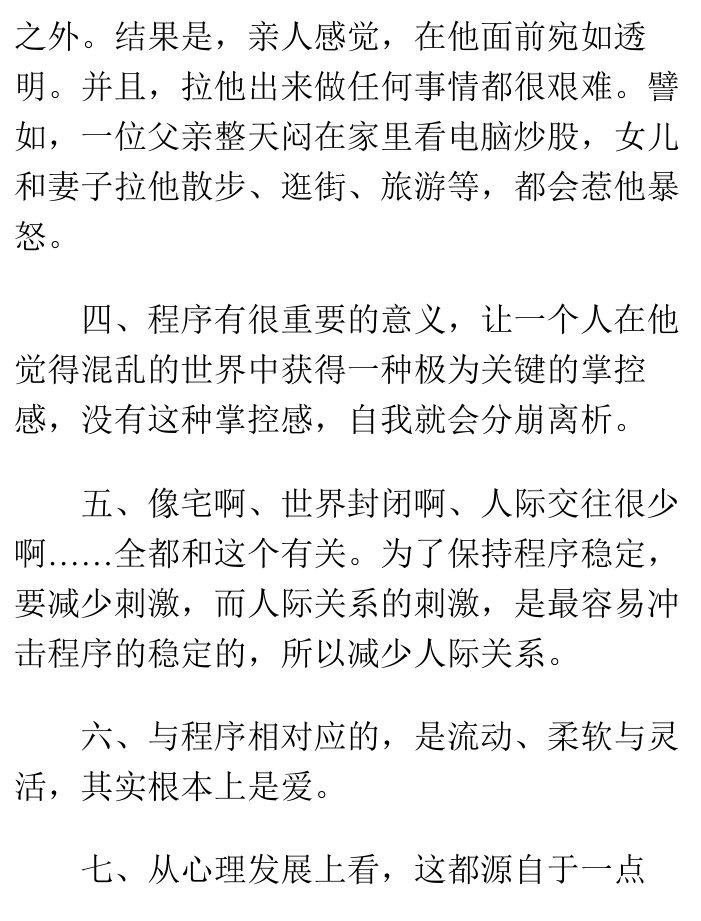 之外。结果是，亲人感觉，在他面前宛如透
明。并且，拉他出来做任何事情都很艰难。譬
如，一位父亲整天闷在家里看电脑炒股，女儿
和妻子拉他散步、逛街、旅游等，都会惹他暴
怒。
四、程序有很重要的意义，让一个人在他
觉得混乱的世界中获得一种极为关键的掌控
感，没有这种掌控感，自我就会分崩离析。
五、像宅啊、世界封闭啊、人际交往很少
啊……全都和这个有关。为了保持程序稳定，
要减少刺激，而人际关系的刺激，是最容易冲
击程序的稳定的，所以减少人际关系。
六、与程序相对应的，是流动、柔软与灵
活，其实根本上是爱。
七、从心理发展上看，这都源自于一点